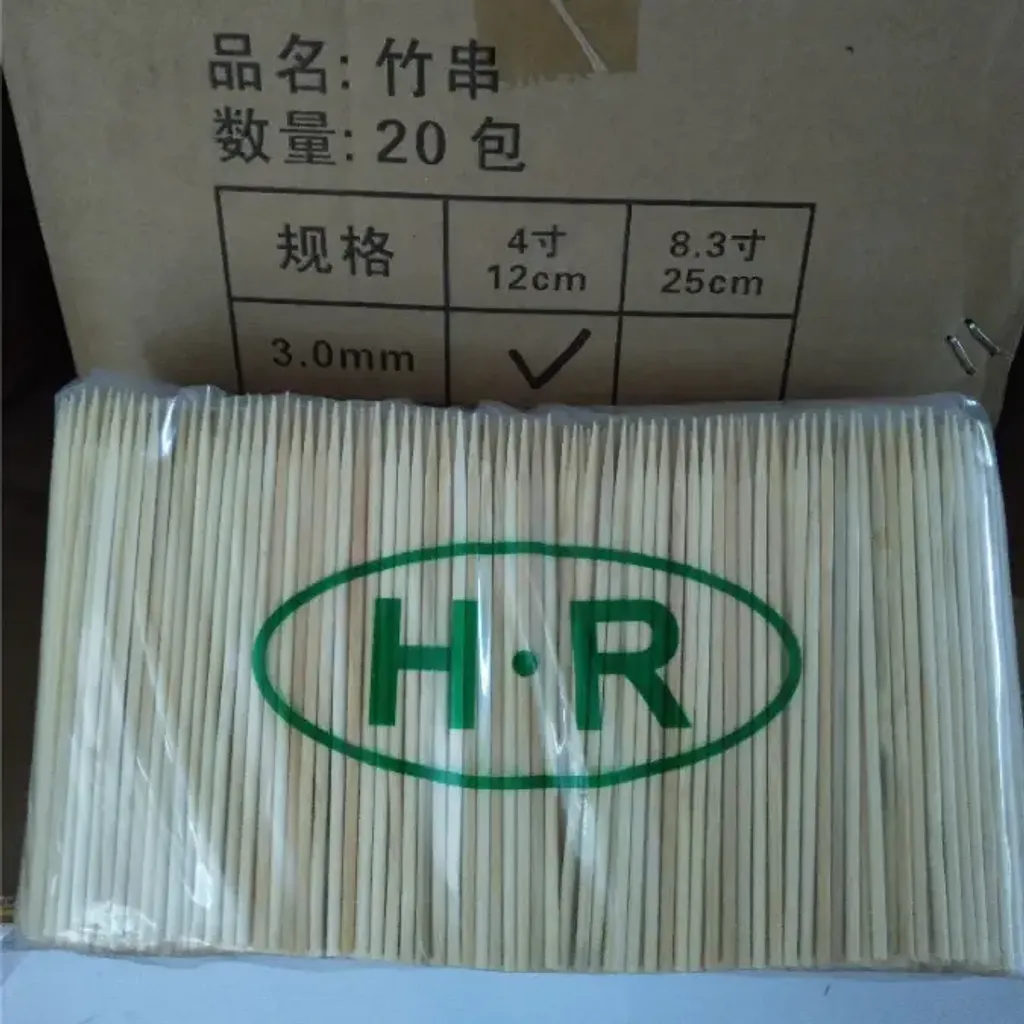 品名: 竹串
数量: 20 包
规格 4寸 8.3寸
12cm 25cm
3.0mm ✓
H·R